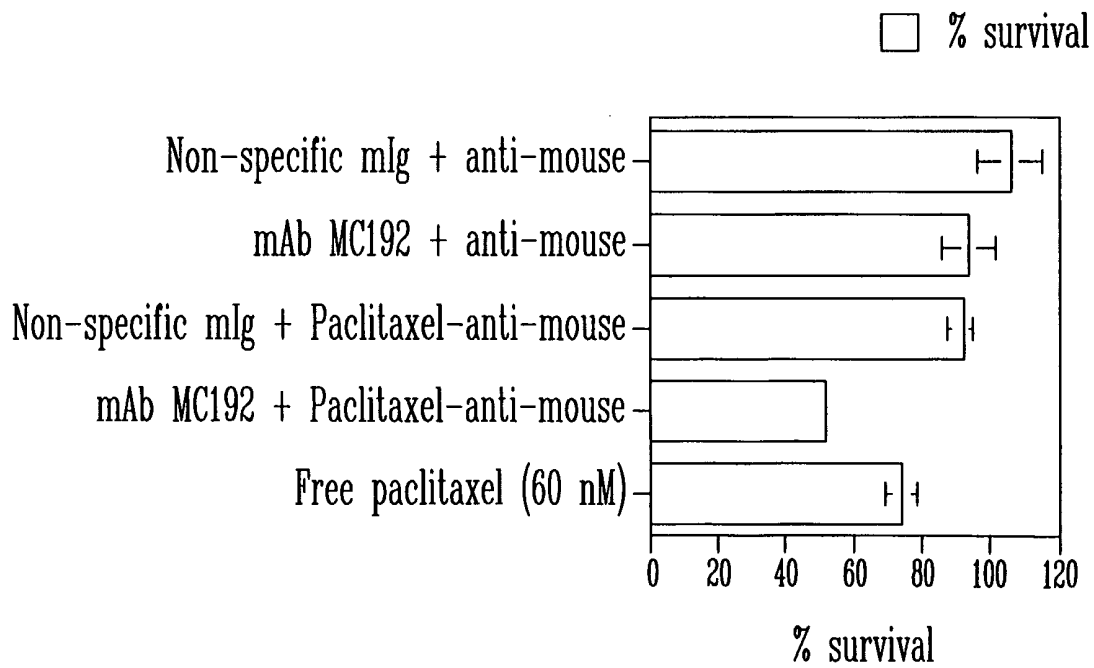 % survival
Non-specific mIg + anti-mouse
mAb MC192 + anti-mouse
Non-specific mIg + Paclitaxel-anti-mouse
mAb MC192 + Paclitaxel-anti-mouse
Free paclitaxel (60 nM)
0 20 40 60 80 100 120
% survival